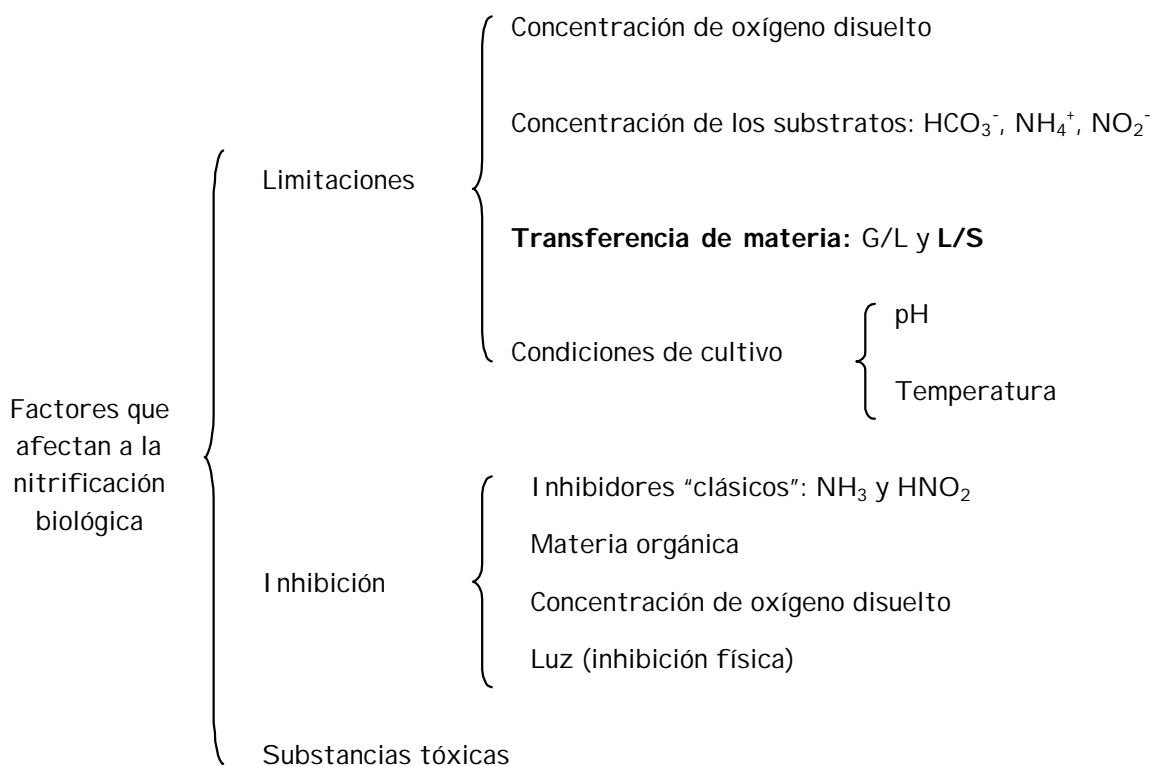 Factores que
afectan a la
nitrificación
biológica
Limitaciones
Concentración de oxígeno disuelto
Concentración de los substratos: HCO₃⁻, NH₄⁺, NO₂⁻
Transferencia de materia: G/L y L/S
Condiciones de cultivo
pH
Temperatura
Inhibición
Inhibidores “clásicos”: NH₃ y HNO₂
Materia orgánica
Concentración de oxígeno disuelto
Luz (inhibición física)
Substancias tóxicas